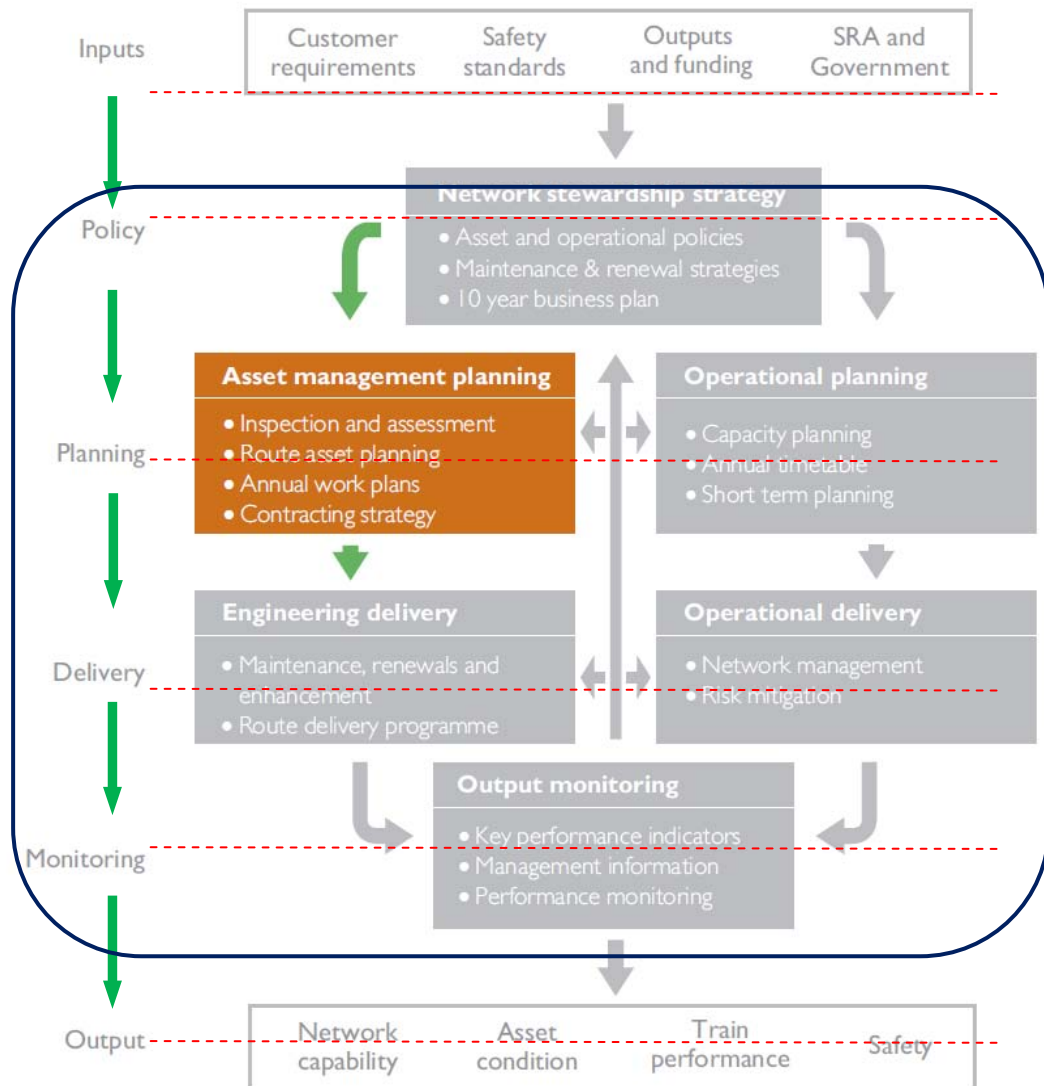 Inputs
Customer requirements
Safety standards
Outputs and funding
SRA and Government
Policy
Network stewardship strategy
• Asset and operational policies
• Maintenance & renewal strategies
• 10 year business plan
Planning
Asset management planning
• Inspection and assessment
• Route asset planning
• Annual work plans
• Contracting strategy
Operational planning
• Capacity planning
• Annual timetable
• Short term planning
Delivery
Engineering delivery
• Maintenance, renewals and
enhancement
• Route delivery programme
Operational delivery
• Network management
• Risk mitigation
Monitoring
Output monitoring
• Key performance indicators
• Management information
• Performance monitoring
Output
Network capability
Asset condition
Train performance
Safety